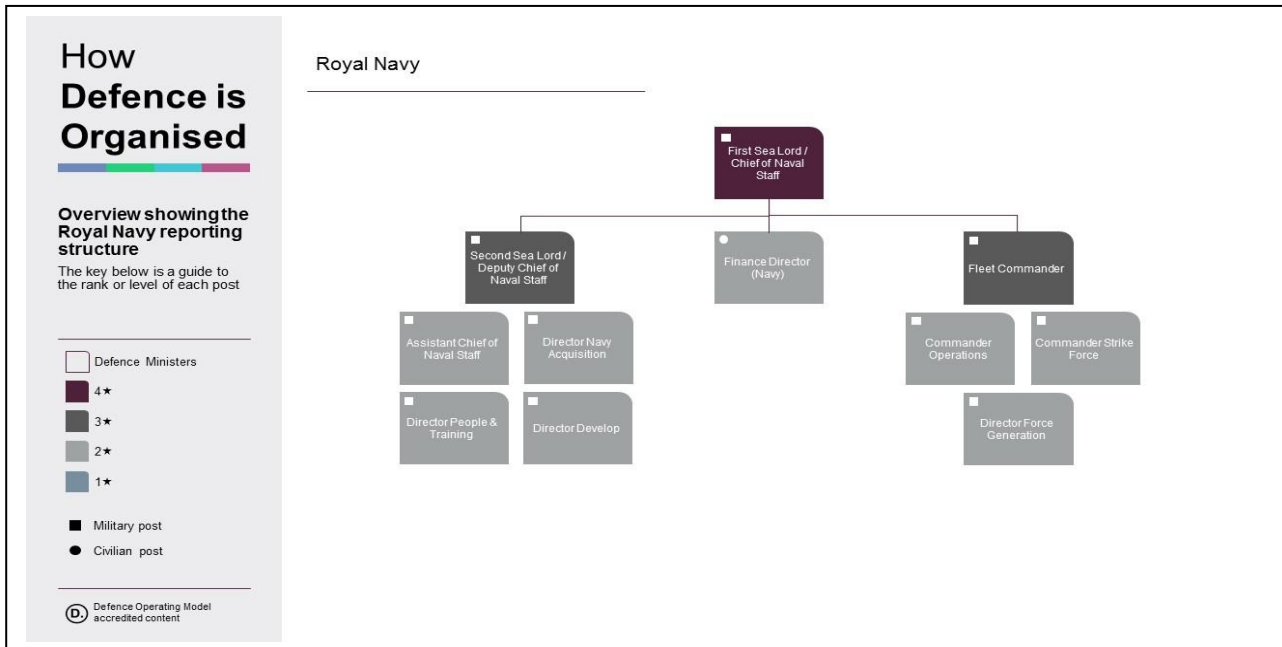 How
Defence is
Organised
Overview showing the
Royal Navy reporting
structure
The key below is a guide to
the rank or level of each post
Defence Ministers
4★
3★
2★
1★
Military post
Civilian post
D.
Defence Operating Model
accredited content
Royal Navy
First Sea Lord /
Chief of Naval
Staff
Second Sea Lord /
Deputy Chief of
Naval Staff
Finance Director
(Navy)
Fleet Commander
Assistant Chief of
Naval Staff
Director Navy
Acquisition
Commander
Operations
Commander Strike
Force
Director People &
Training
Director Develop
Director Force
Generation